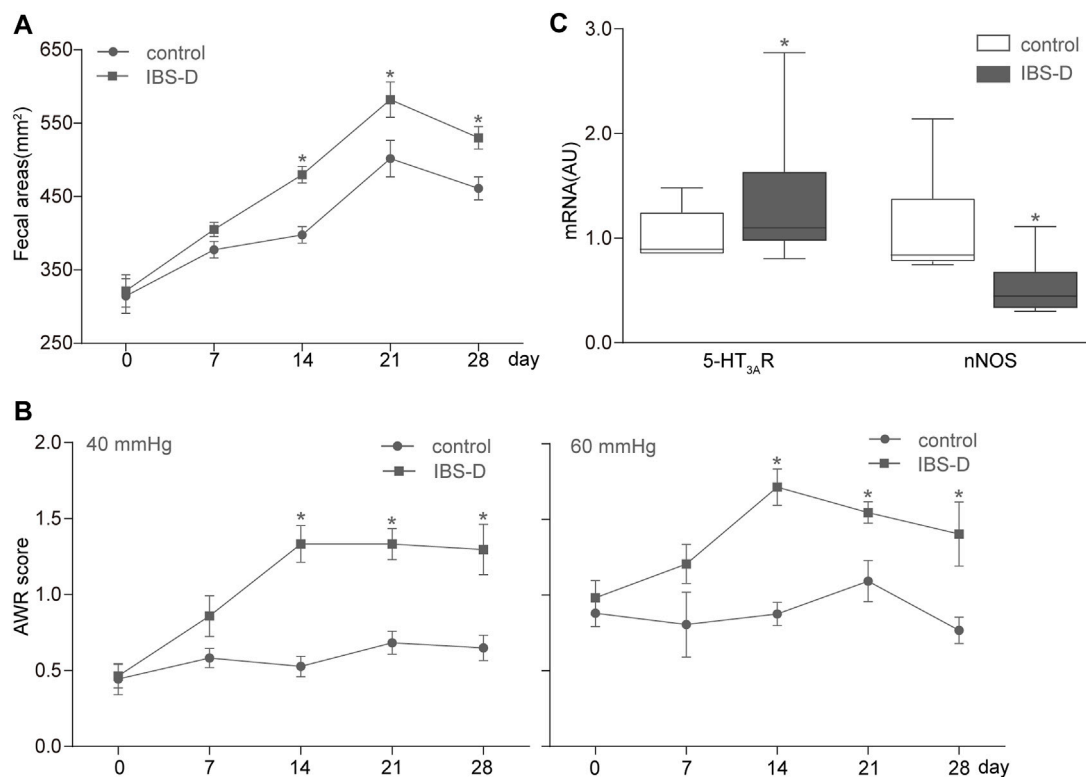 A
control
IBS-D
Fecal areas(mm²)
650
550
450
350
250
0 7 14 21 28 day
* * *
C
control
IBS-D
mRNA(AU)
3.0
2.0
1.0
0.0
* *
5-HT₃ₐR nNOS
B
40 mmHg
control
IBS-D
AWR score
2.0
1.5
1.0
0.5
0.0
* * *
0 7 14 21 28
60 mmHg
control
IBS-D
* * *
0 7 14 21 28 day